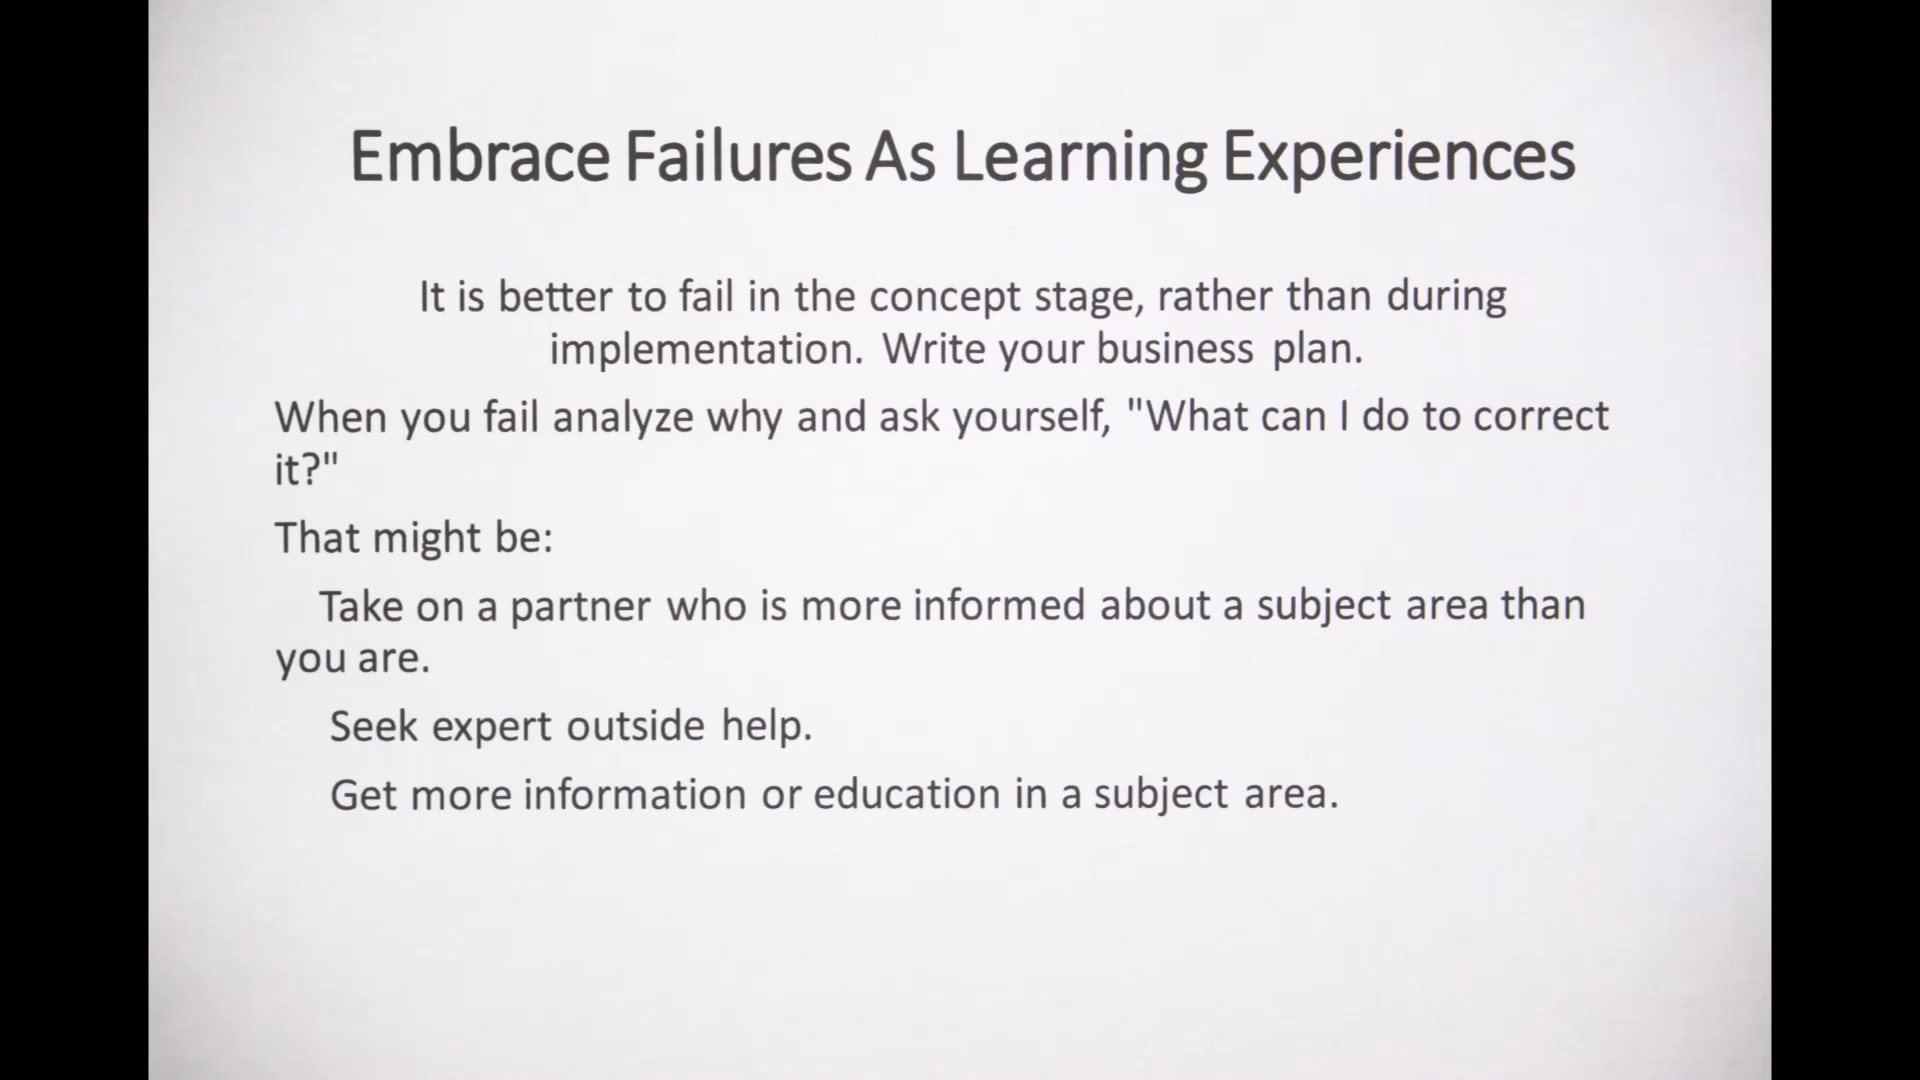 Embrace Failures As Learning Experiences
It is better to fail in the concept stage, rather than during
implementation. Write your business plan.
When you fail analyze why and ask yourself, "What can I do to correct
it?"
That might be:
Take on a partner who is more informed about a subject area than
you are.
Seek expert outside help.
Get more information or education in a subject area.